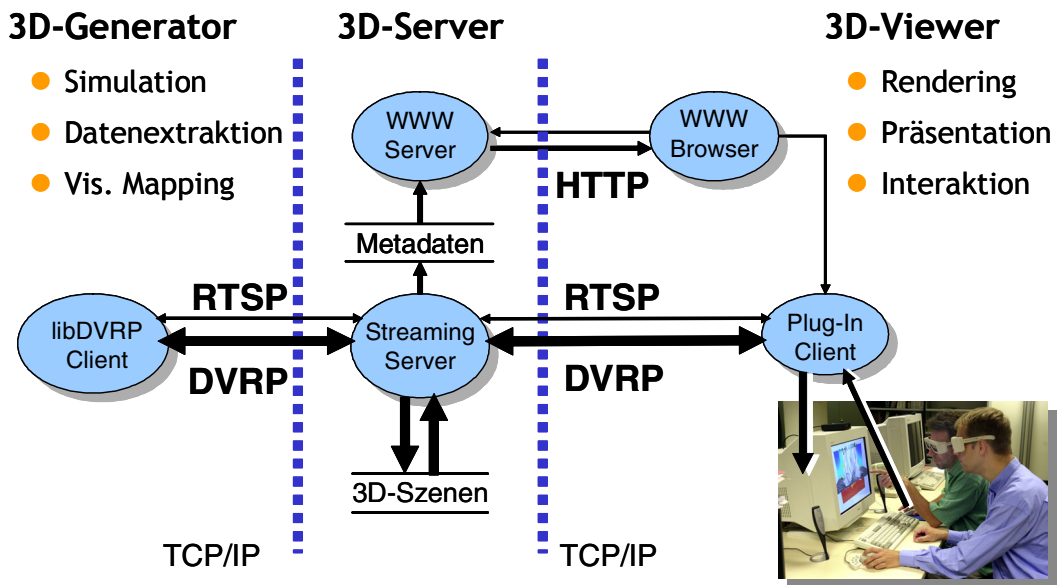 3D-Generator
Simulation
Datenextraktion
Vis. Mapping
3D-Server
3D-Viewer
Rendering
Präsentation
Interaktion
WWW
Server
WWW
Browser
HTTP
Metadaten
RTSP
RTSP
libDVRP
Client
Streaming
Server
Plug-In
Client
DVRP
DVRP
3D-Szenen
TCP/IP
TCP/IP